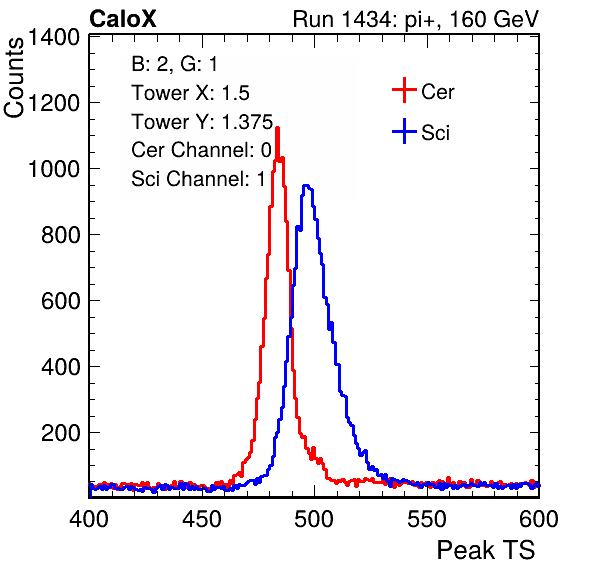 CaloX Run 1434: pi+, 160 GeV
Counts
1400
1200
1000
800
600
400
200
B: 2, G: 1
Tower X: 1.5
Tower Y: 1.375
Cer Channel: 0
Sci Channel: 1
Cer
Sci
400 450 500 550 600
Peak TS